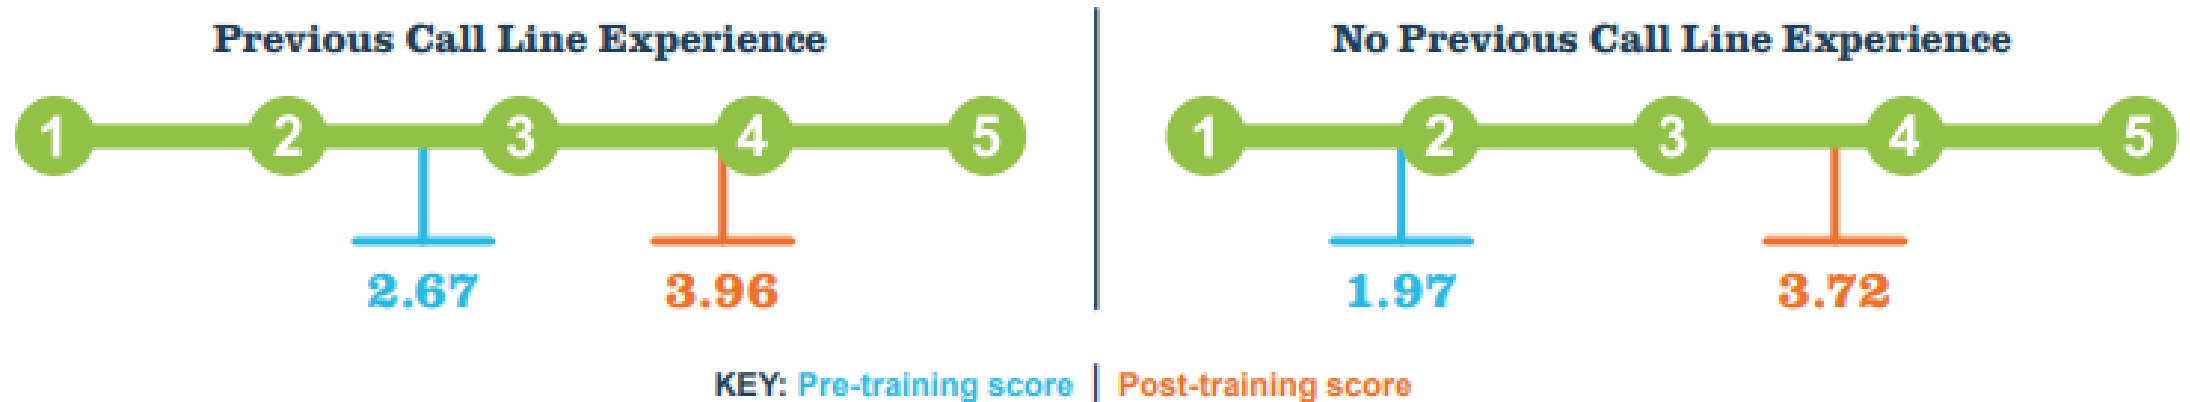 Previous Call Line Experience
1 2 3 4 5
2.67 3.96
No Previous Call Line Experience
1 2 3 4 5
1.97 3.72
KEY: Pre-training score | Post-training score